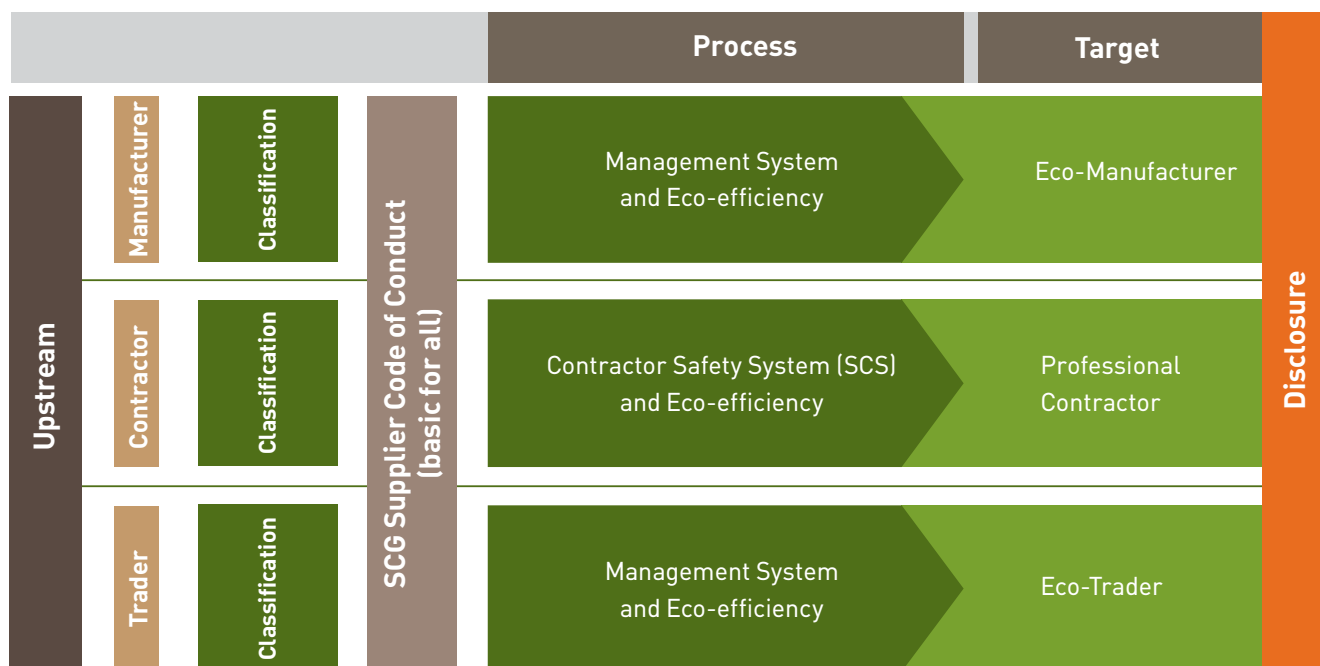 Process
Target
Disclosure
Upstream
Manufacturer
Classification
SCG Supplier Code of Conduct
(basic for all)
Management System
and Eco-efficiency
Eco-Manufacturer
Contractor
Classification
Contractor Safety System (SCS)
and Eco-efficiency
Professional
Contractor
Trader
Classification
Management System
and Eco-efficiency
Eco-Trader